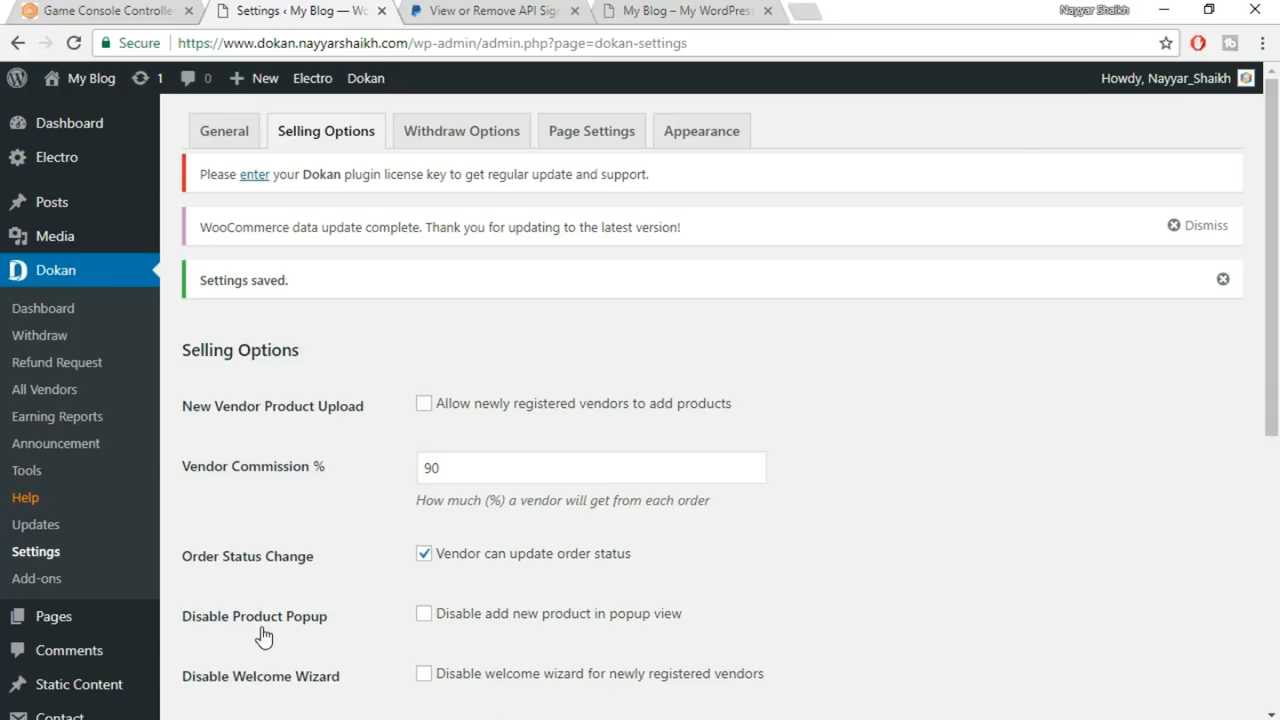 Game Console Controlle
Settings ‹ My Blog — Wo
View or Remove API Sig
My Blog – My WordPres
Nayyar Shaikh
Secure
https://www.dokan.nayyarshaikh.com/wp-admin/admin.php?page=dokan-settings
My Blog 1 0 New Electro Dokan
Howdy, Nayyar_Shaikh
Dashboard
Electro
Posts
Media
Dokan
Dashboard
Withdraw
Refund Request
All Vendors
Earning Reports
Announcement
Tools
Help
Updates
Settings
Add-ons
Pages
Comments
Static Content
Contact
General Selling Options Withdraw Options Page Settings Appearance
Please enter your Dokan plugin license key to get regular update and support.
WooCommerce data update complete. Thank you for updating to the latest version!
Dismiss
Settings saved.
Selling Options
New Vendor Product Upload
Allow newly registered vendors to add products
Vendor Commission %
90
How much (%) a vendor will get from each order
Order Status Change
Vendor can update order status
Disable Product Popup
Disable add new product in popup view
Disable Welcome Wizard
Disable welcome wizard for newly registered vendors